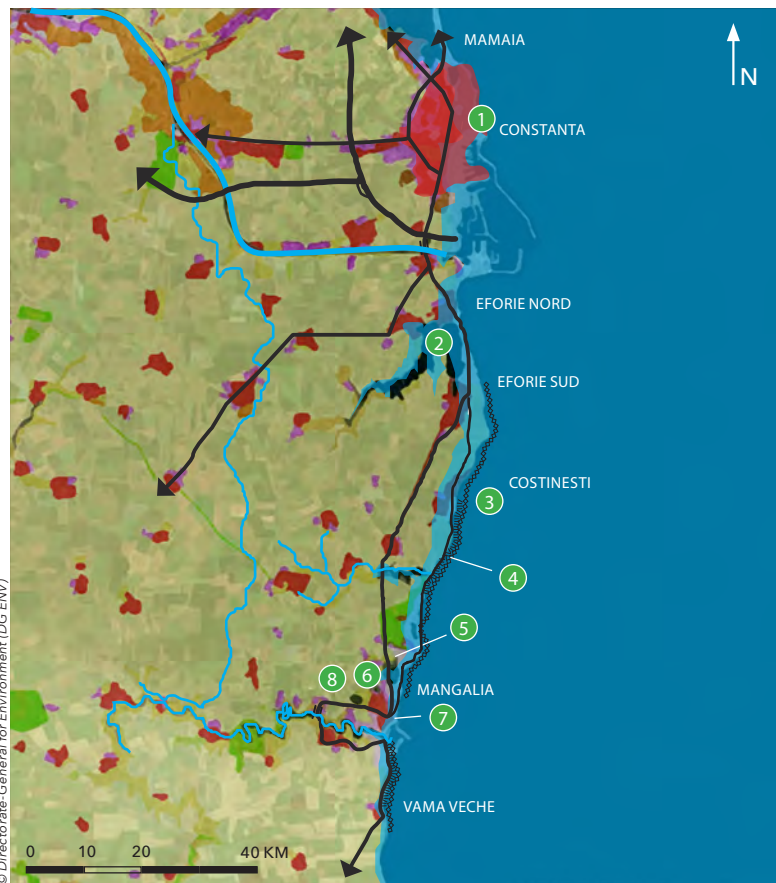 MAMAIA
N
1
CONSTANTA
EFORIE NORD
2
EFORIE SUD
COSTINESTI
3
4
5
6
8
MANGALIA
7
VAMA VECHE
0 10 20 40 KM
© Directorate-General for Environment (DG ENV)